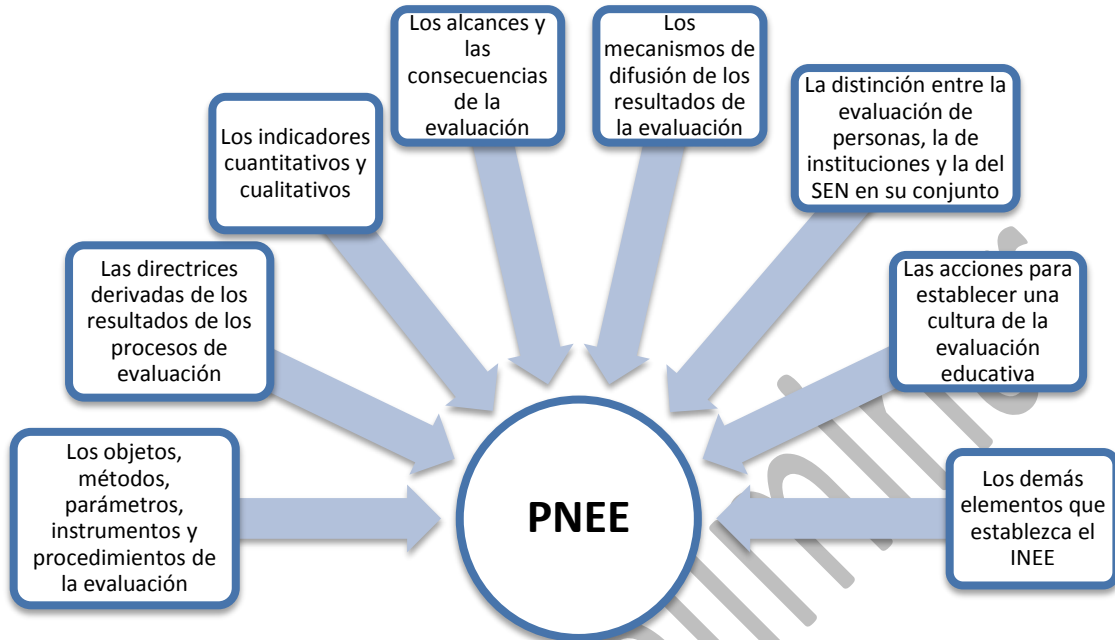 Los objetos,
métodos,
parámetros,
instrumentos y
procedimientos de
la evaluación
Las directrices
derivadas de los
resultados de los
procesos de
evaluación
Los indicadores
cuantitativos y
cualitativos
Los alcances y
las
consecuencias
de la
evaluación
Los
mecanismos de
difusión de los
resultados de
la evaluación
La distinción entre la
evaluación de
personas, la de
instituciones y la del
SEN en su conjunto
Las acciones para
establecer una
cultura de la
evaluación
educativa
Los demás
elementos que
establezca el
INEE
PNEE